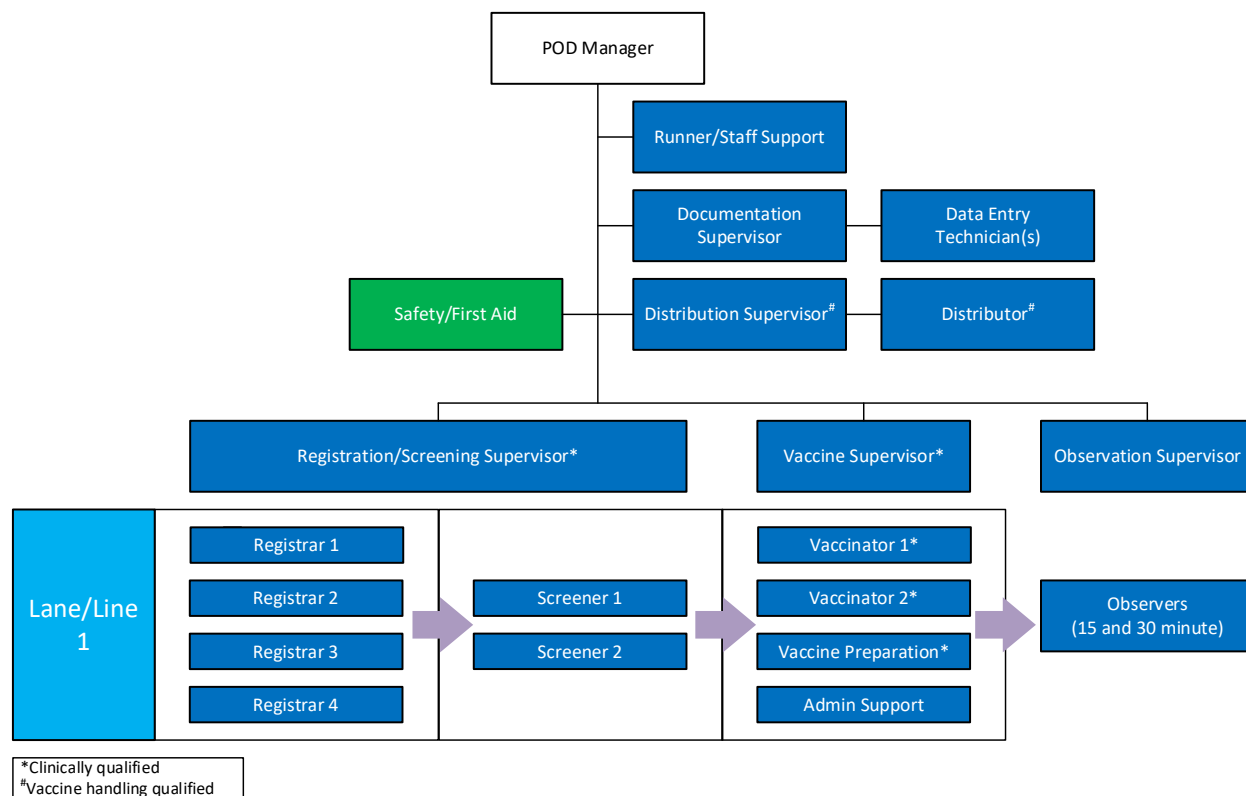 POD Manager
Runner/Staff Support
Documentation
Supervisor
Data Entry
Technician(s)
Safety/First Aid
Distribution Supervisor#
Distributor#
Registration/Screening Supervisor*
Vaccine Supervisor*
Observation Supervisor
Lane/Line
1
Registrar 1
Registrar 2
Registrar 3
Registrar 4
Screener 1
Screener 2
Vaccinator 1*
Vaccinator 2*
Vaccine Preparation*
Admin Support
Observers
(15 and 30 minute)
*Clinically qualified
#Vaccine handling qualified